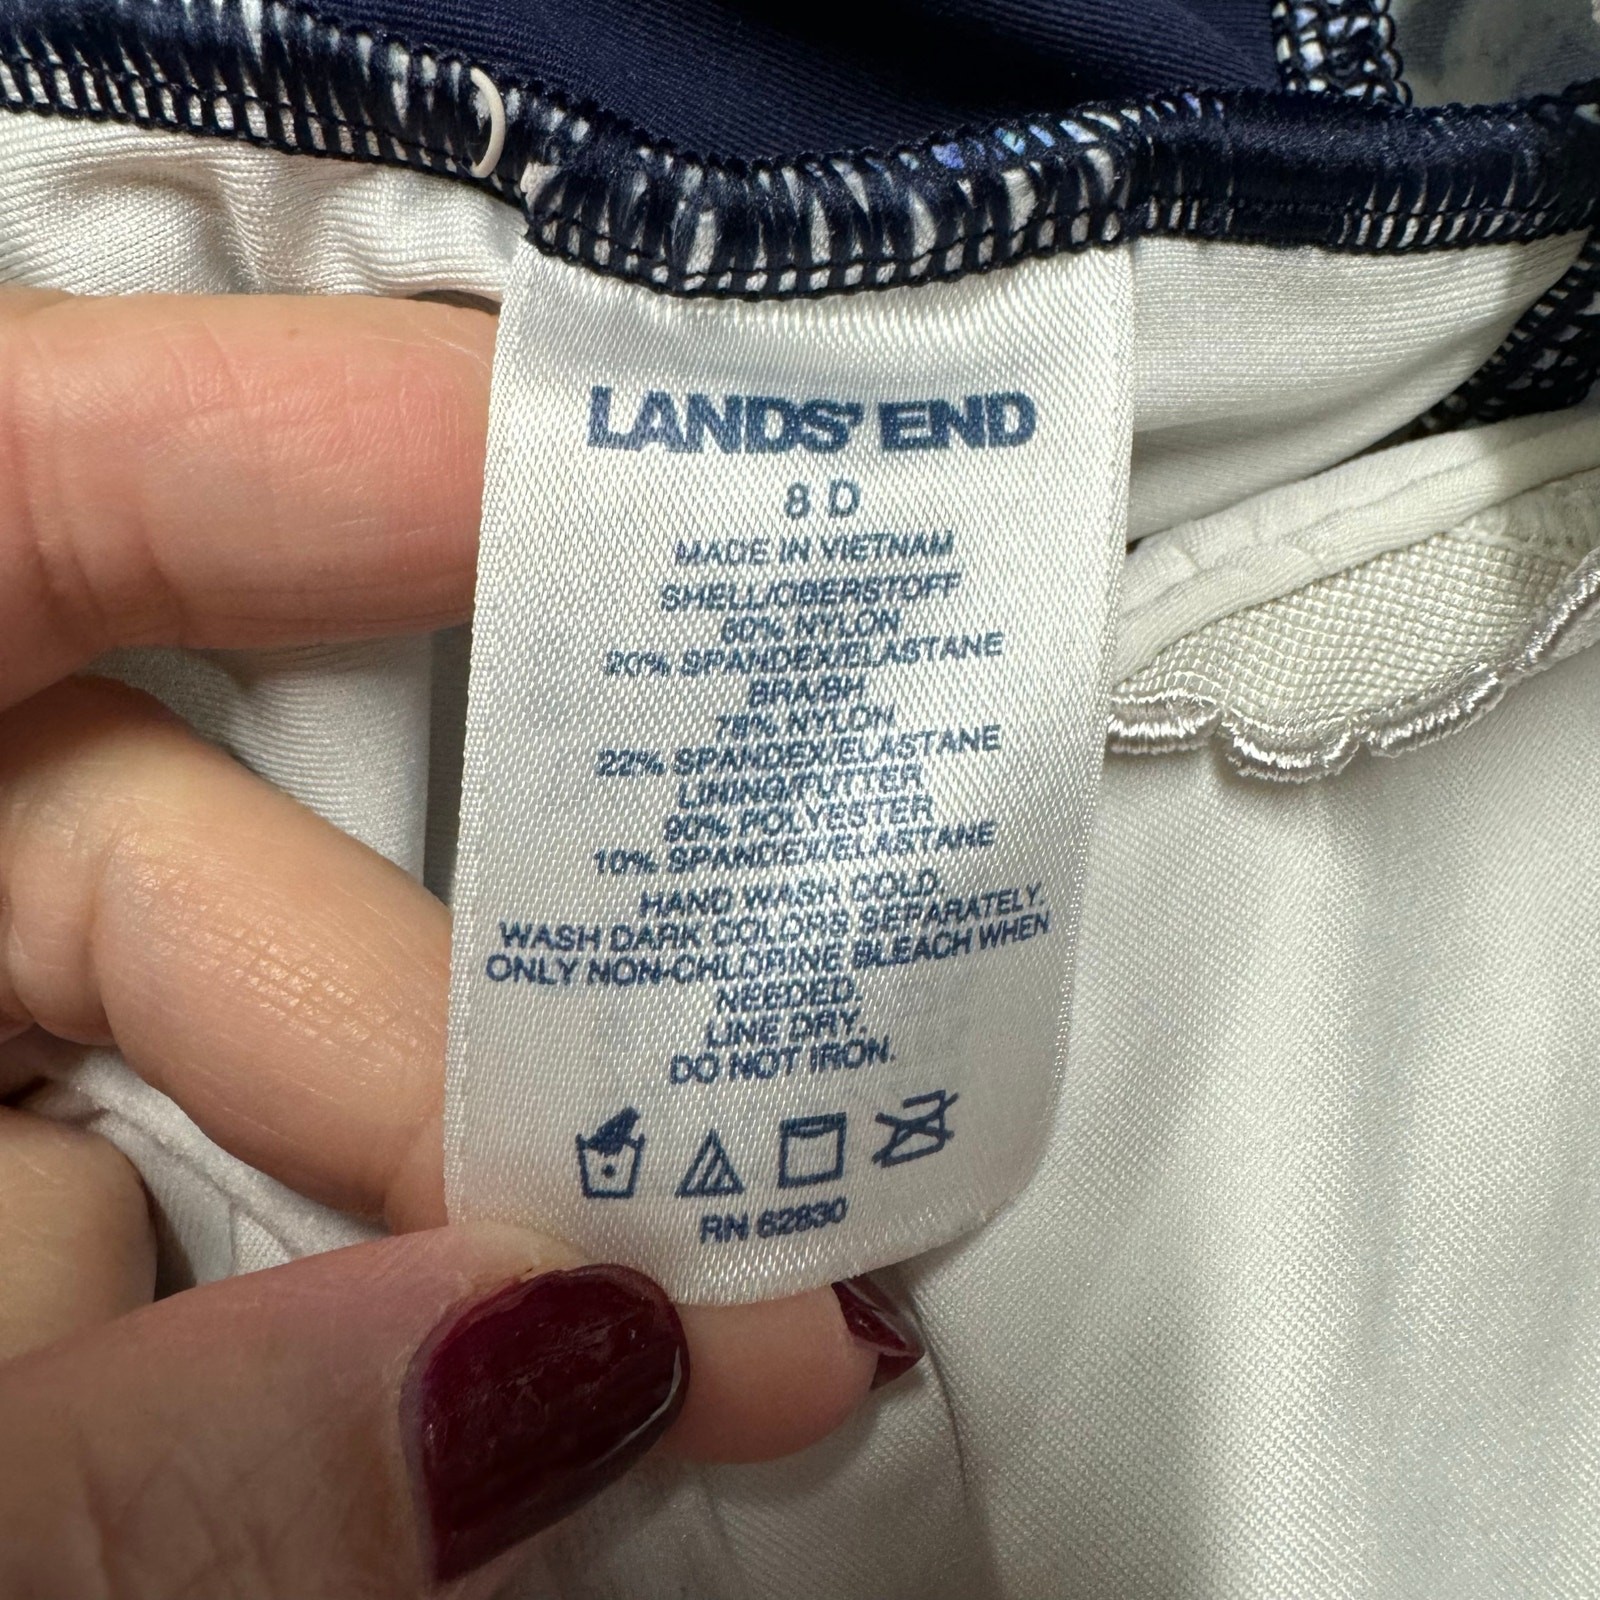 LANDS' END
8 D
MADE IN VIETNAM
SHELL/OBERSTOFF
80% NYLON
20% SPANDEX/ELASTANE
BRA/BH
78% NYLON
22% SPANDEX/ELASTANE
LINING/FUTTER
90% POLYESTER
10% SPANDEX/ELASTANE
HAND WASH COLD.
WASH DARK COLORS SEPARATELY.
ONLY NON-CHLORINE BLEACH WHEN
NEEDED.
LINE DRY.
DO NOT IRON.
RN 62830